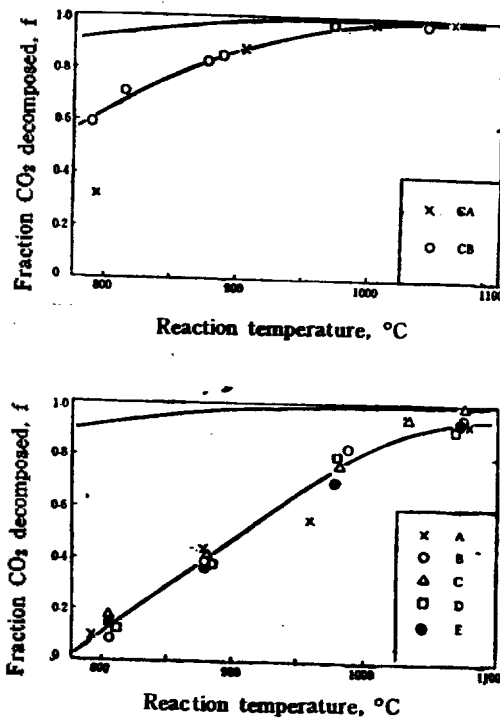 Fraction CO₂ decomposed, f
1·0
0·8
0·6
0·4
0·2
0
× GA
○ CB
800 900 1000 1100
Reaction temperature, °C
Fraction CO₂ decomposed, f
1·0
0·8
0·6
0·4
0·2
0
× A
○ B
△ C
□ D
● E
800 900 1000 1100
Reaction temperature, °C